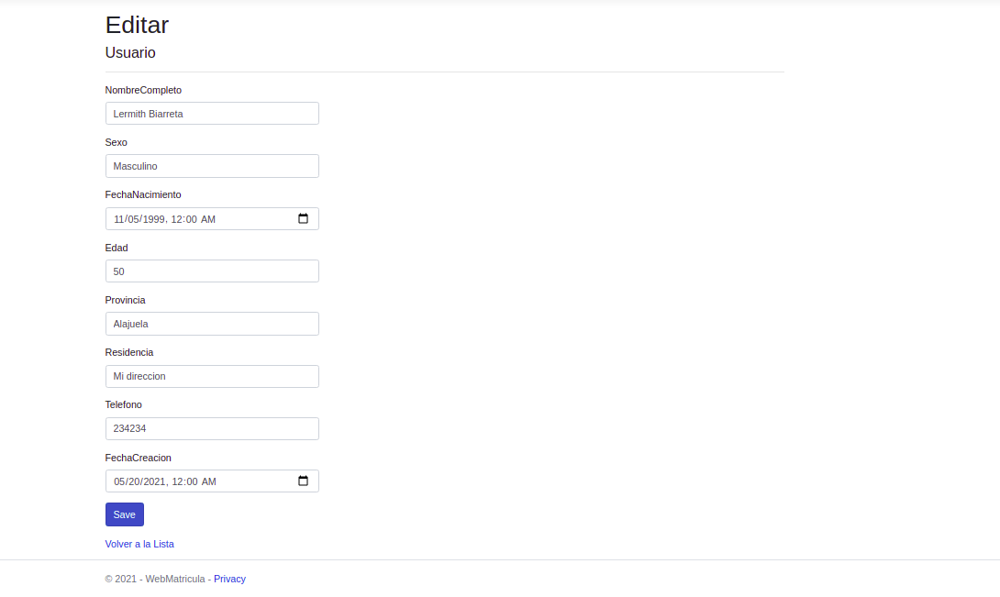 Editar
Usuario
NombreCompleto
Lermith Biarreta
Sexo
Masculino
FechaNacimiento
11/05/1999, 12:00 AM
Edad
50
Provincia
Alajuela
Residencia
Mi direccion
Telefono
234234
FechaCreacion
05/20/2021, 12:00 AM
Save
Volver a la Lista
© 2021 - WebMatricula - Privacy